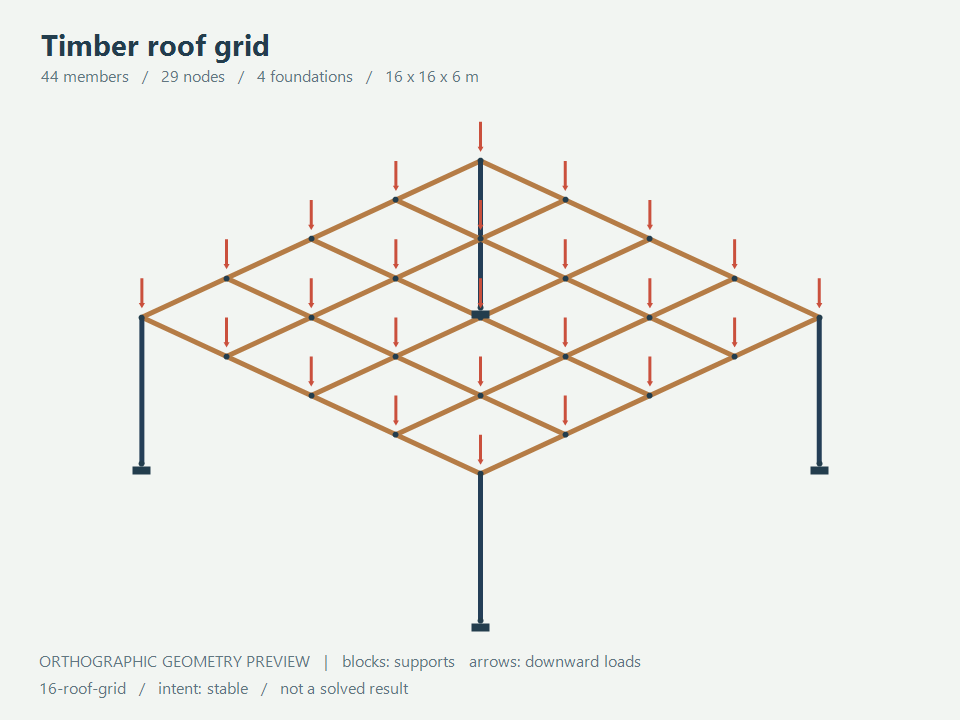 Timber roof grid
44 members / 29 nodes / 4 foundations / 16 x 16 x 6 m
ORTHOGRAPHIC GEOMETRY PREVIEW | blocks: supports arrows: downward loads
16-roof-grid / intent: stable / not a solved result